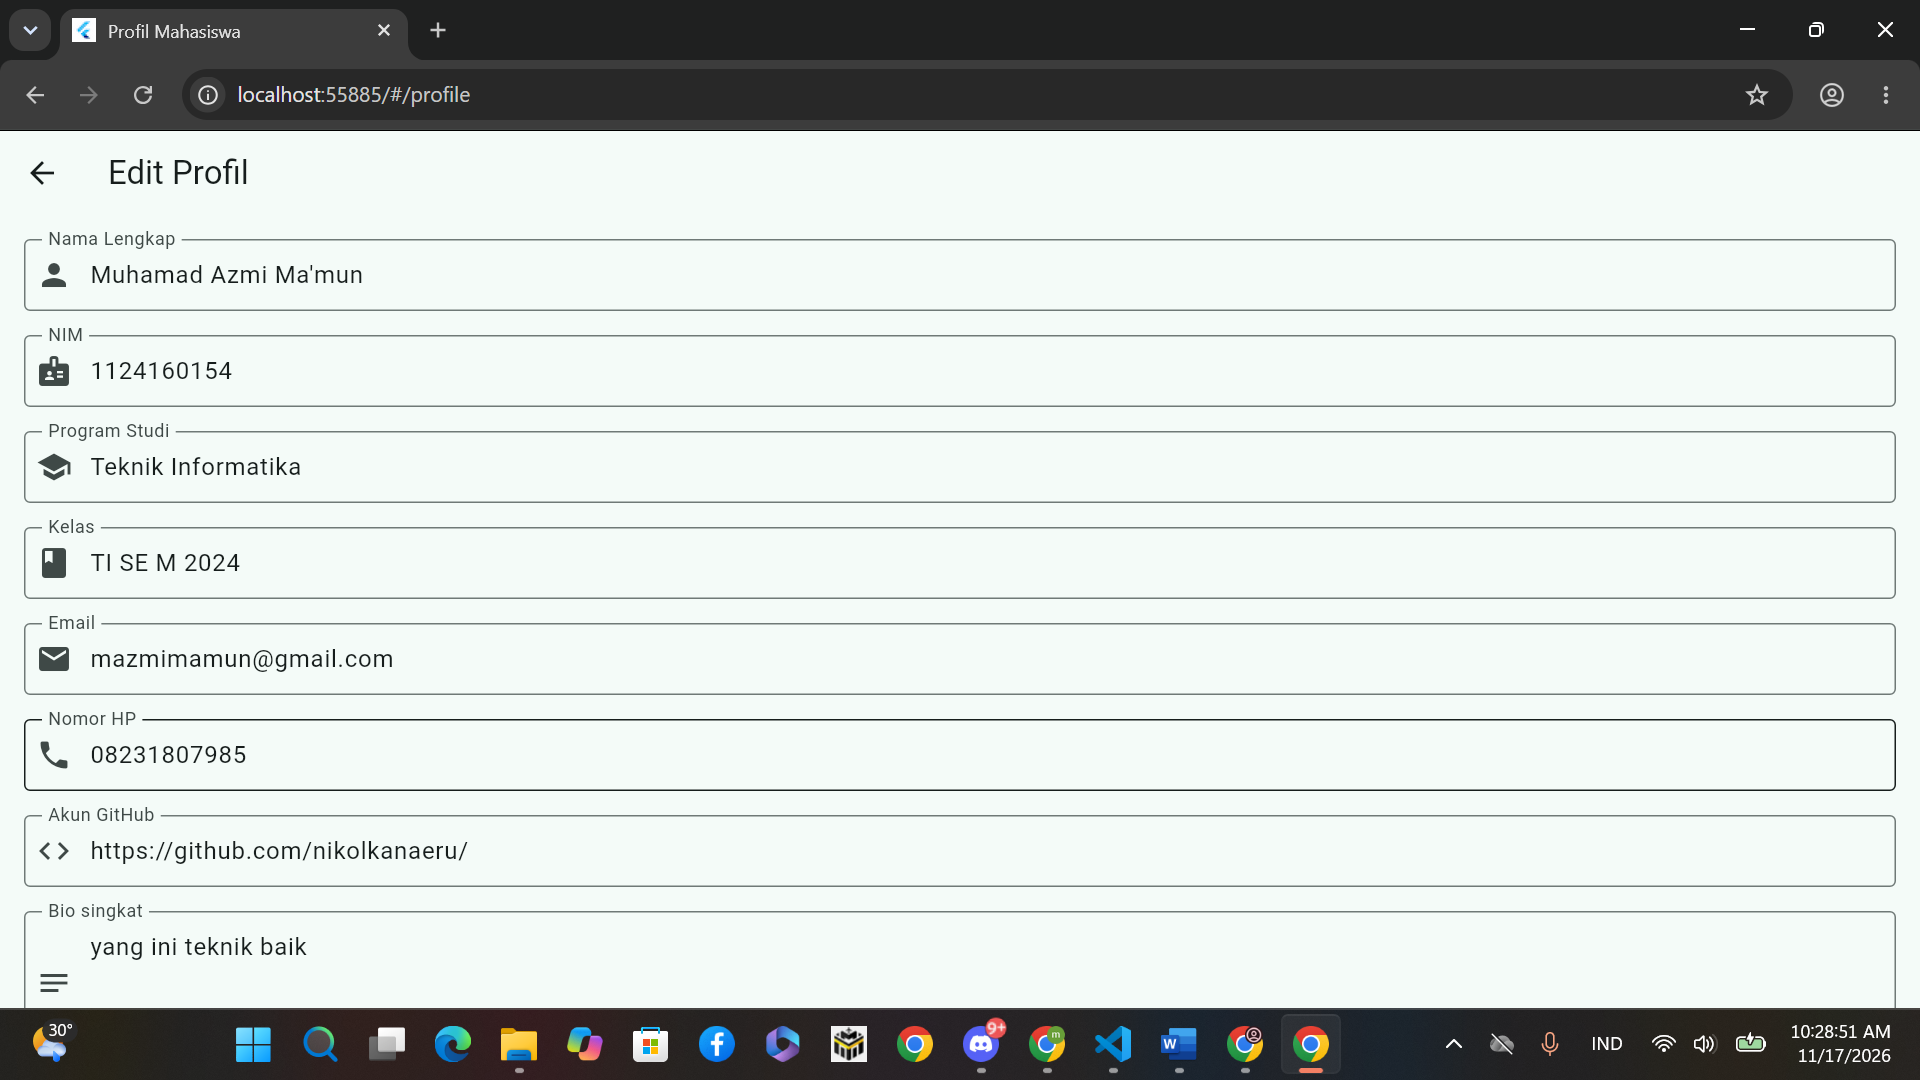 Profil Mahasiswa
localhost:55885/#/profile
Edit Profil
Nama Lengkap
Muhamad Azmi Ma'mun
NIM
1124160154
Program Studi
Teknik Informatika
Kelas
TI SE M 2024
Email
mazmimamun@gmail.com
Nomor HP
08231807985
Akun GitHub
https://github.com/nikolkanaeru/
Bio singkat
yang ini teknik baik
30°
9+
m
W
IND
10:28:51 AM
11/17/2026